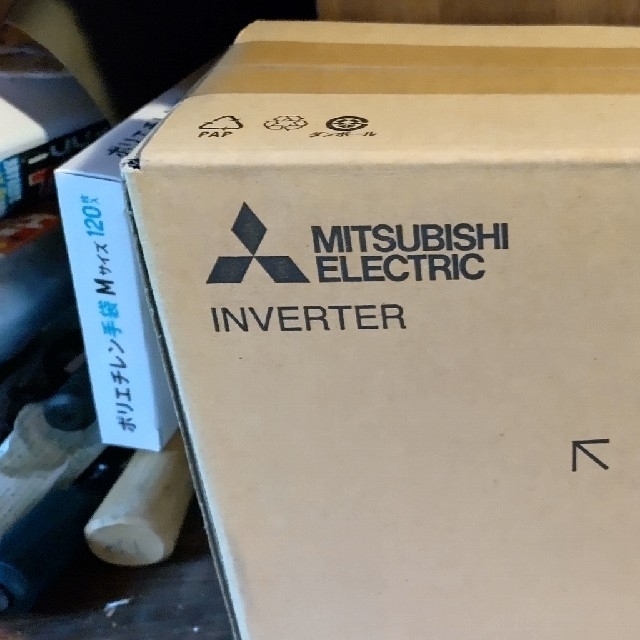 PAP
ダンボール
MITSUBISHI
ELECTRIC
INVERTER
ポリエチレン手袋 Mサイズ 120枚入